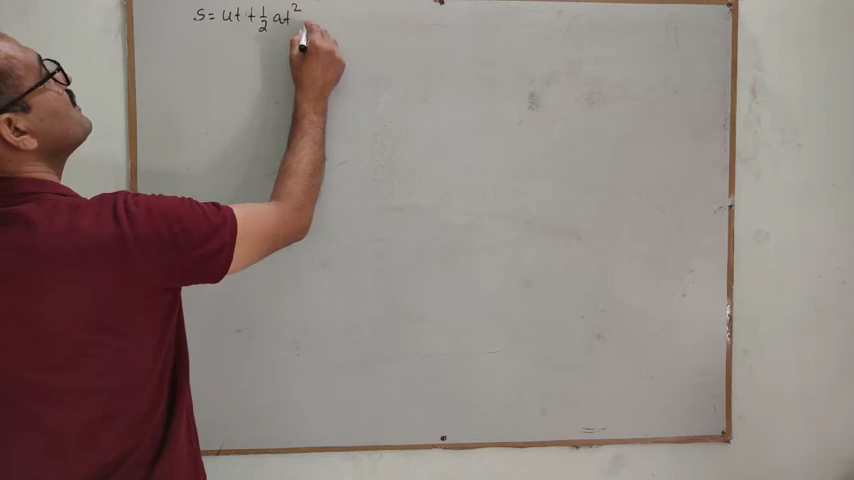 S = ut + ½ at²